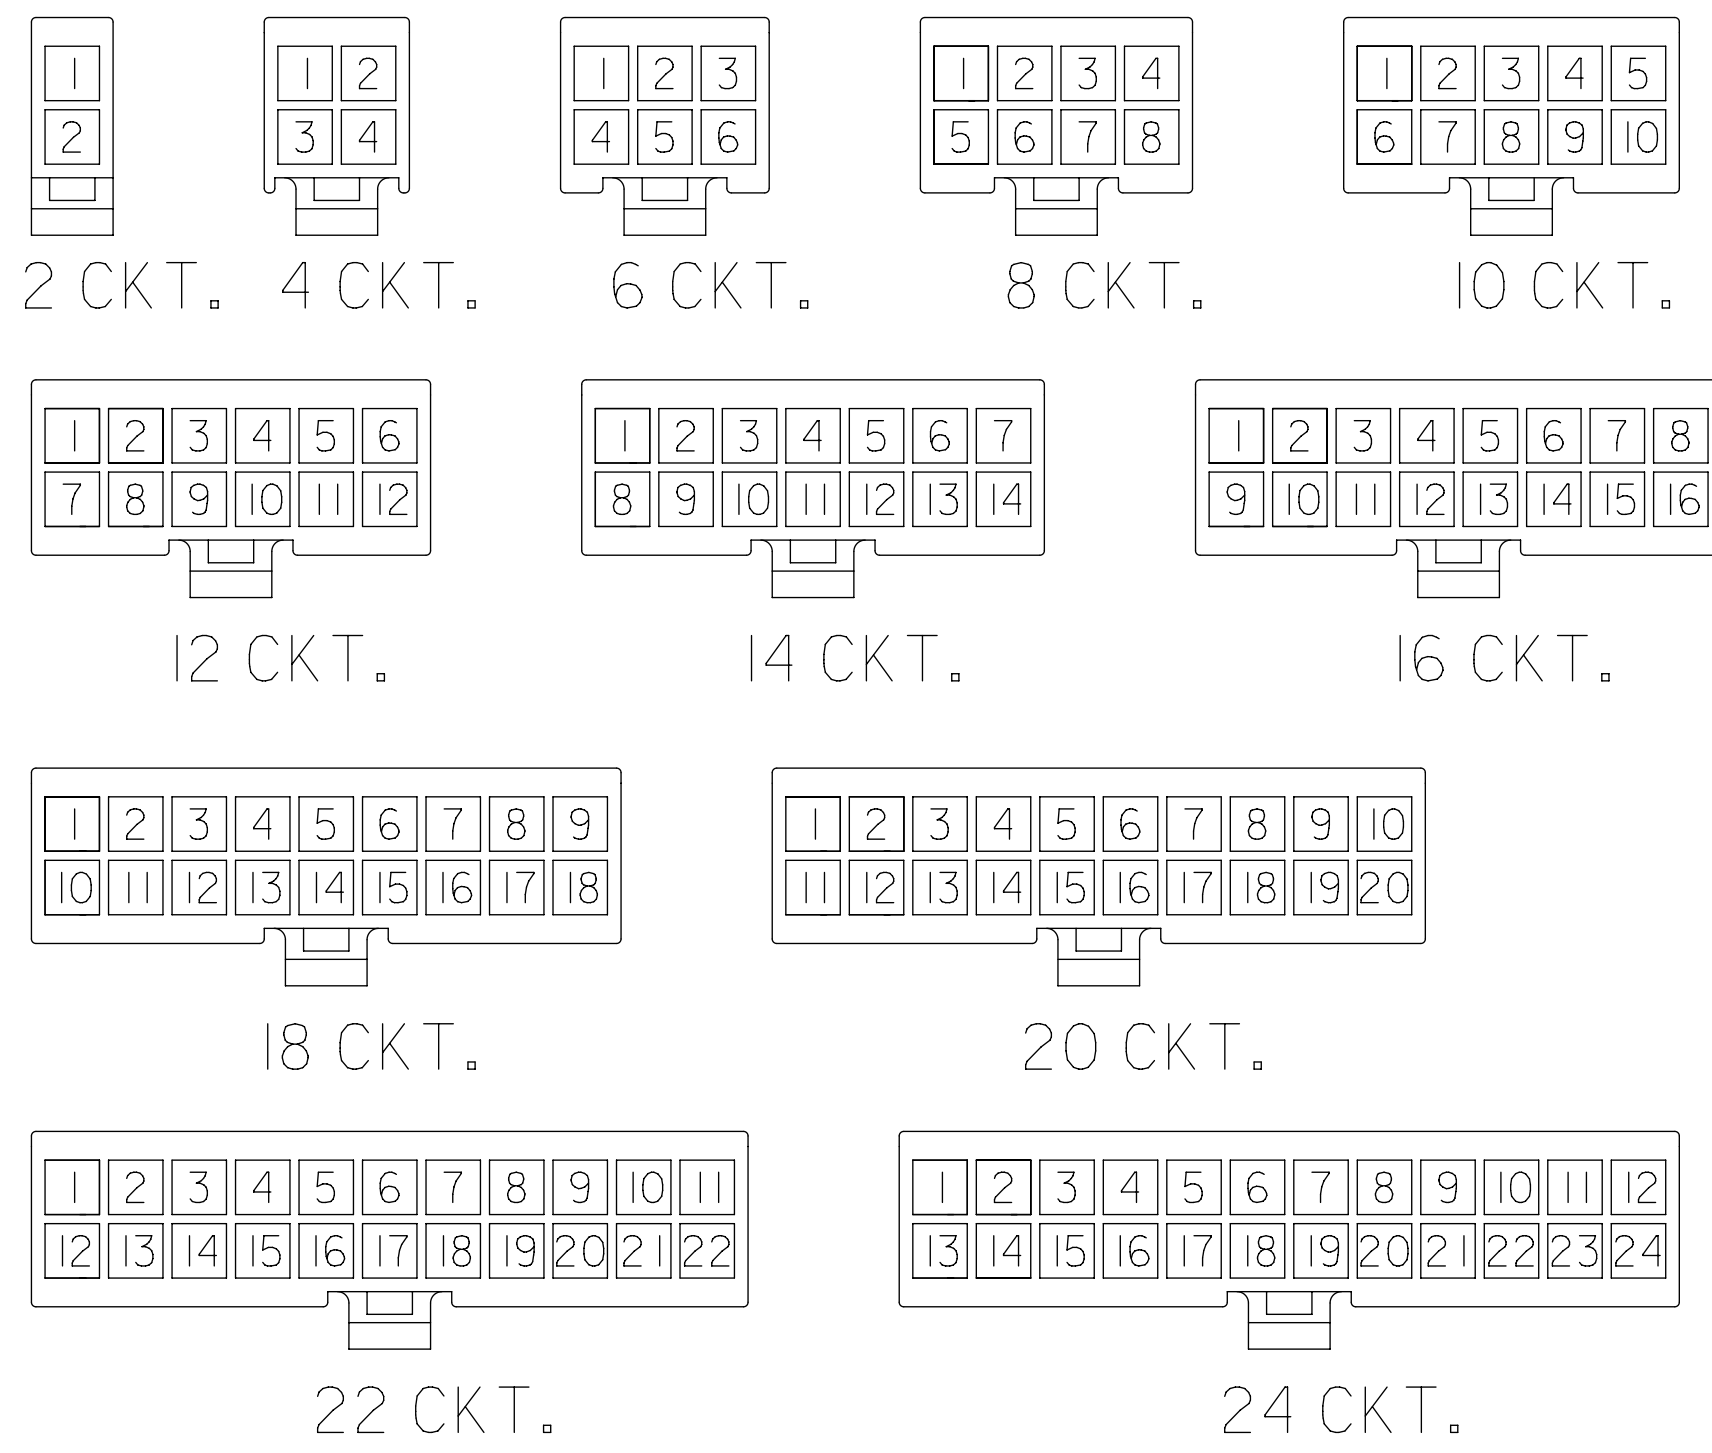 1 1 2 1 2 3 1 2 3 4 1 2 3 4 5
2 3 4 4 5 6 5 6 7 8 6 7 8 9 10
2 CKT. 4 CKT. 6 CKT. 8 CKT. 10 CKT.
1 2 3 4 5 6 1 2 3 4 5 6 7 1 2 3 4 5 6 7 8
7 8 9 10 11 12 8 9 10 11 12 13 14 9 10 11 12 13 14 15 16
12 CKT. 14 CKT. 16 CKT.
1 2 3 4 5 6 7 8 9 1 2 3 4 5 6 7 8 9 10
10 11 12 13 14 15 16 17 18 11 12 13 14 15 16 17 18 19 20
18 CKT. 20 CKT.
1 2 3 4 5 6 7 8 9 10 11 1 2 3 4 5 6 7 8 9 10 11 12
12 13 14 15 16 17 18 19 20 21 22 13 14 15 16 17 18 19 20 21 22 23 24
22 CKT. 24 CKT.